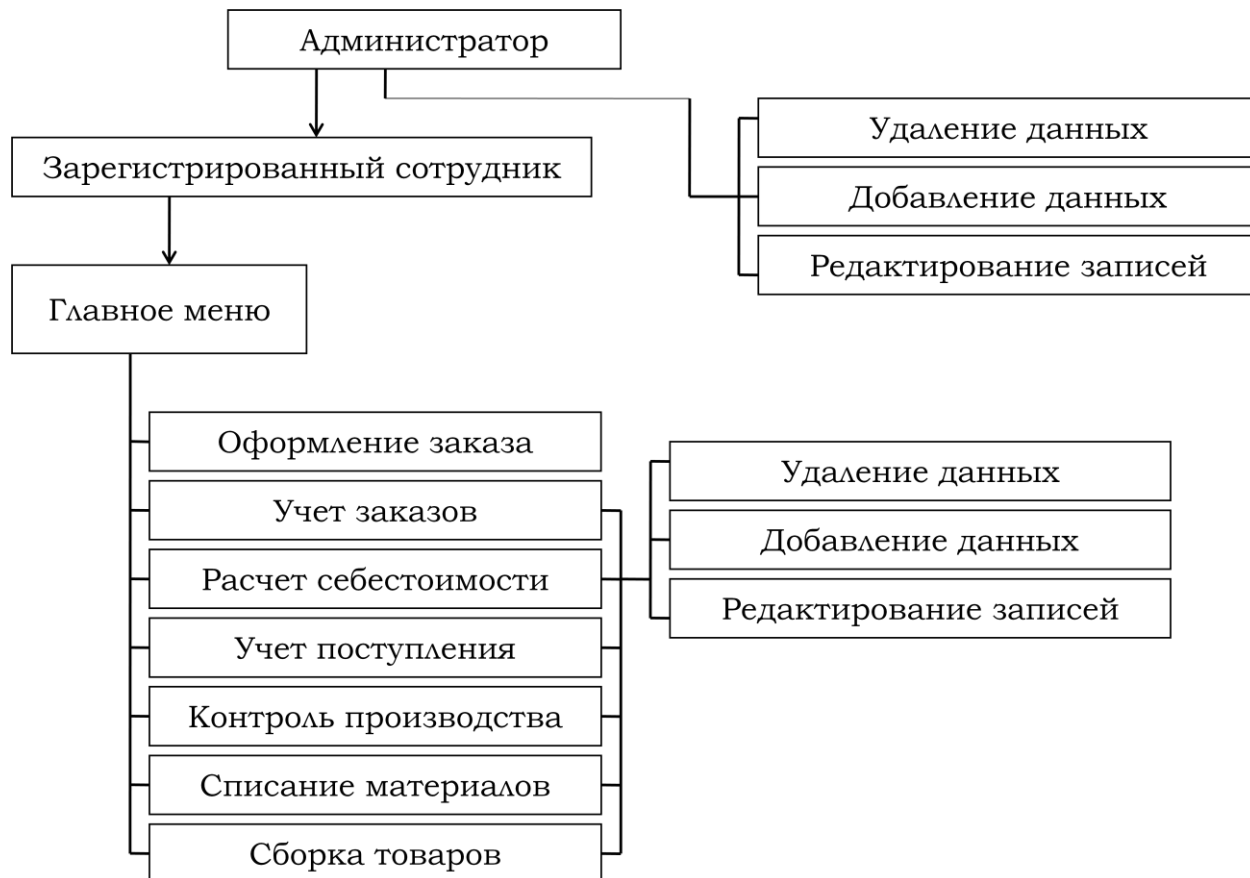 Администратор
Удаление данных
Зарегистрированный сотрудник
Добавление данных
Редактирование записей
Главное меню
Оформление заказа
Удаление данных
Учет заказов
Добавление данных
Расчет себестоимости
Редактирование записей
Учет поступления
Контроль производства
Списание материалов
Сборка товаров